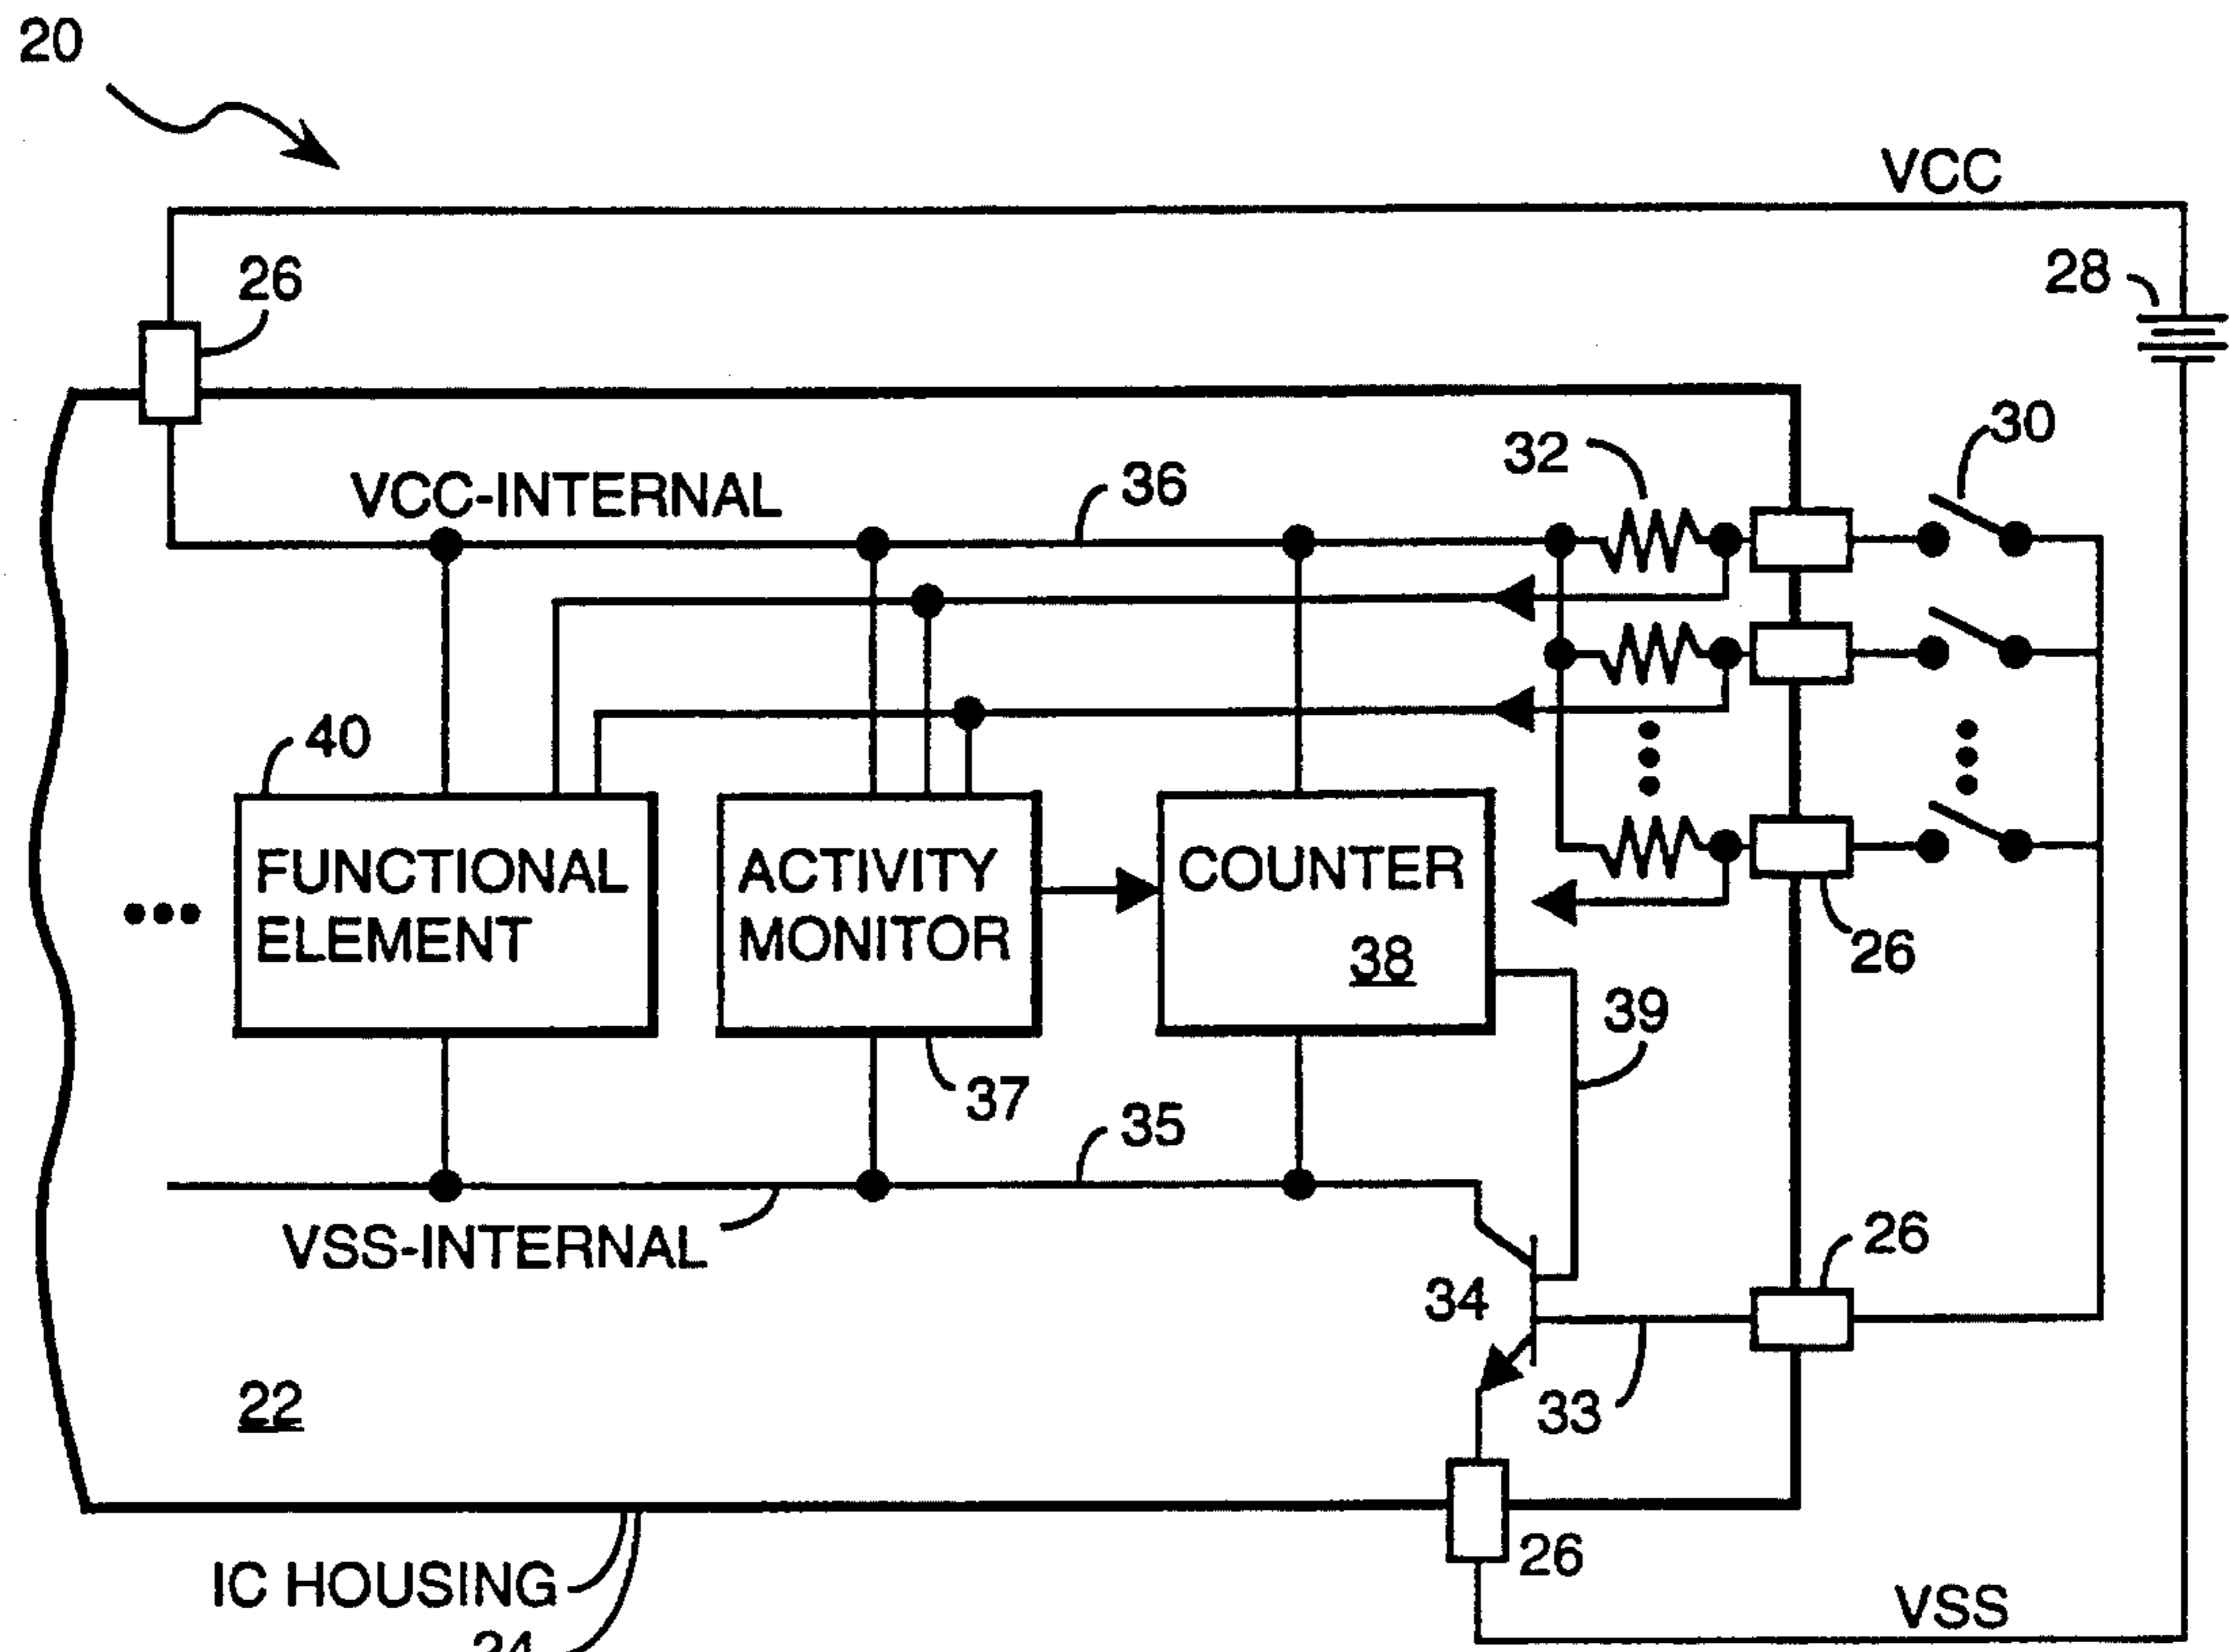 20
VCC
26
28
32
30
VCC-INTERNAL
36
40
FUNCTIONAL
ELEMENT
ACTIVITY
MONITOR
COUNTER
38
26
39
37
35
VSS-INTERNAL
34
26
33
22
26
IC HOUSING
24
VSS